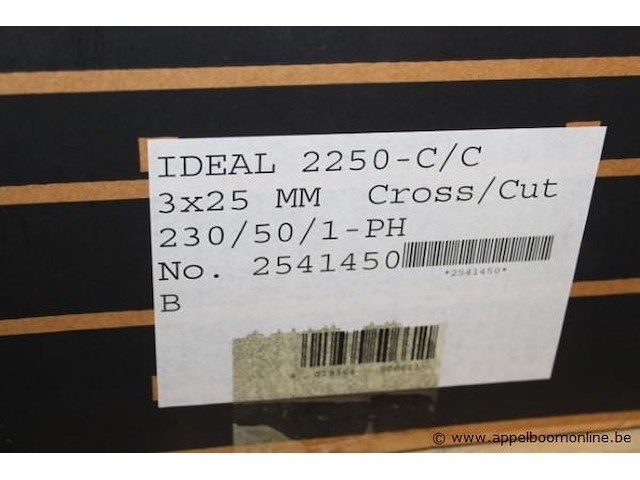 IDEAL 2250-C/C
3x25 MM Cross/Cut
230/50/1-PH
No. 2541450
*2541450*
B
© www.appelboomonline.be